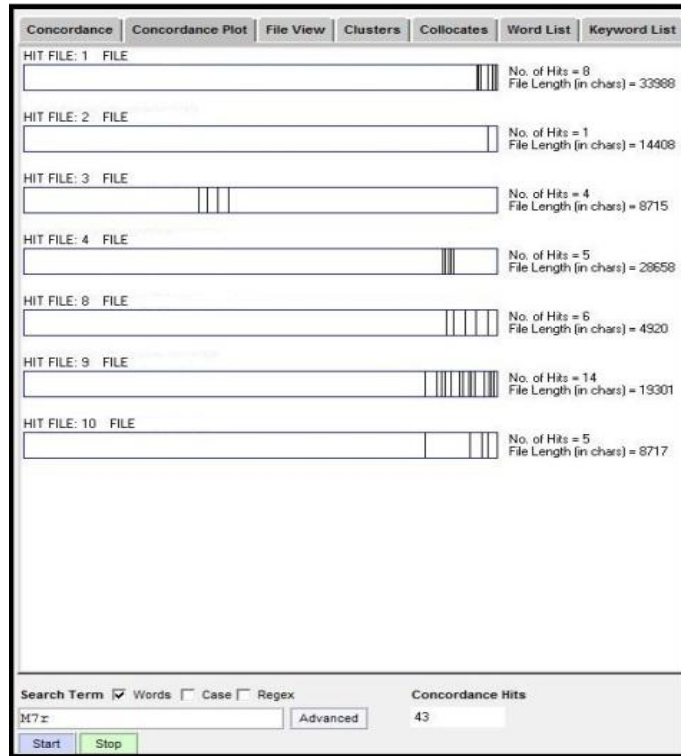 Concordance Concordance Plot File View Clusters Collocates Word List Keyword List
HIT FILE: 1 FILE
No. of Hits = 8
File Length (in chars) = 33988
HIT FILE: 2 FILE
No. of Hits = 1
File Length (in chars) = 14408
HIT FILE: 3 FILE
No. of Hits = 4
File Length (in chars) = 8715
HIT FILE: 4 FILE
No. of Hits = 5
File Length (in chars) = 28658
HIT FILE: 8 FILE
No. of Hits = 6
File Length (in chars) = 4920
HIT FILE: 9 FILE
No. of Hits = 14
File Length (in chars) = 19301
HIT FILE: 10 FILE
No. of Hits = 5
File Length (in chars) = 8717
Search Term Words Case Regex Concordance Hits
M7r Advanced 43
Start Stop